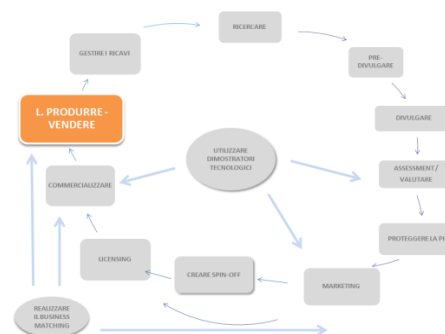 RICERCARE
GESTIRE I RICAVI
PRE-
DIVULGARE
L. PRODURRE -
VENDERE
DIVULGARE
UTILIZZARE
DIMOSTRATORI
TECNOLOGICI
ASSESSMENT /
VALUTARE
COMMERCIALIZZARE
PROTEGGERE LA PI
LICENSING
CREARE SPIN-OFF
MARKETING
REALIZZARE
IL BUSINESS
MATCHING